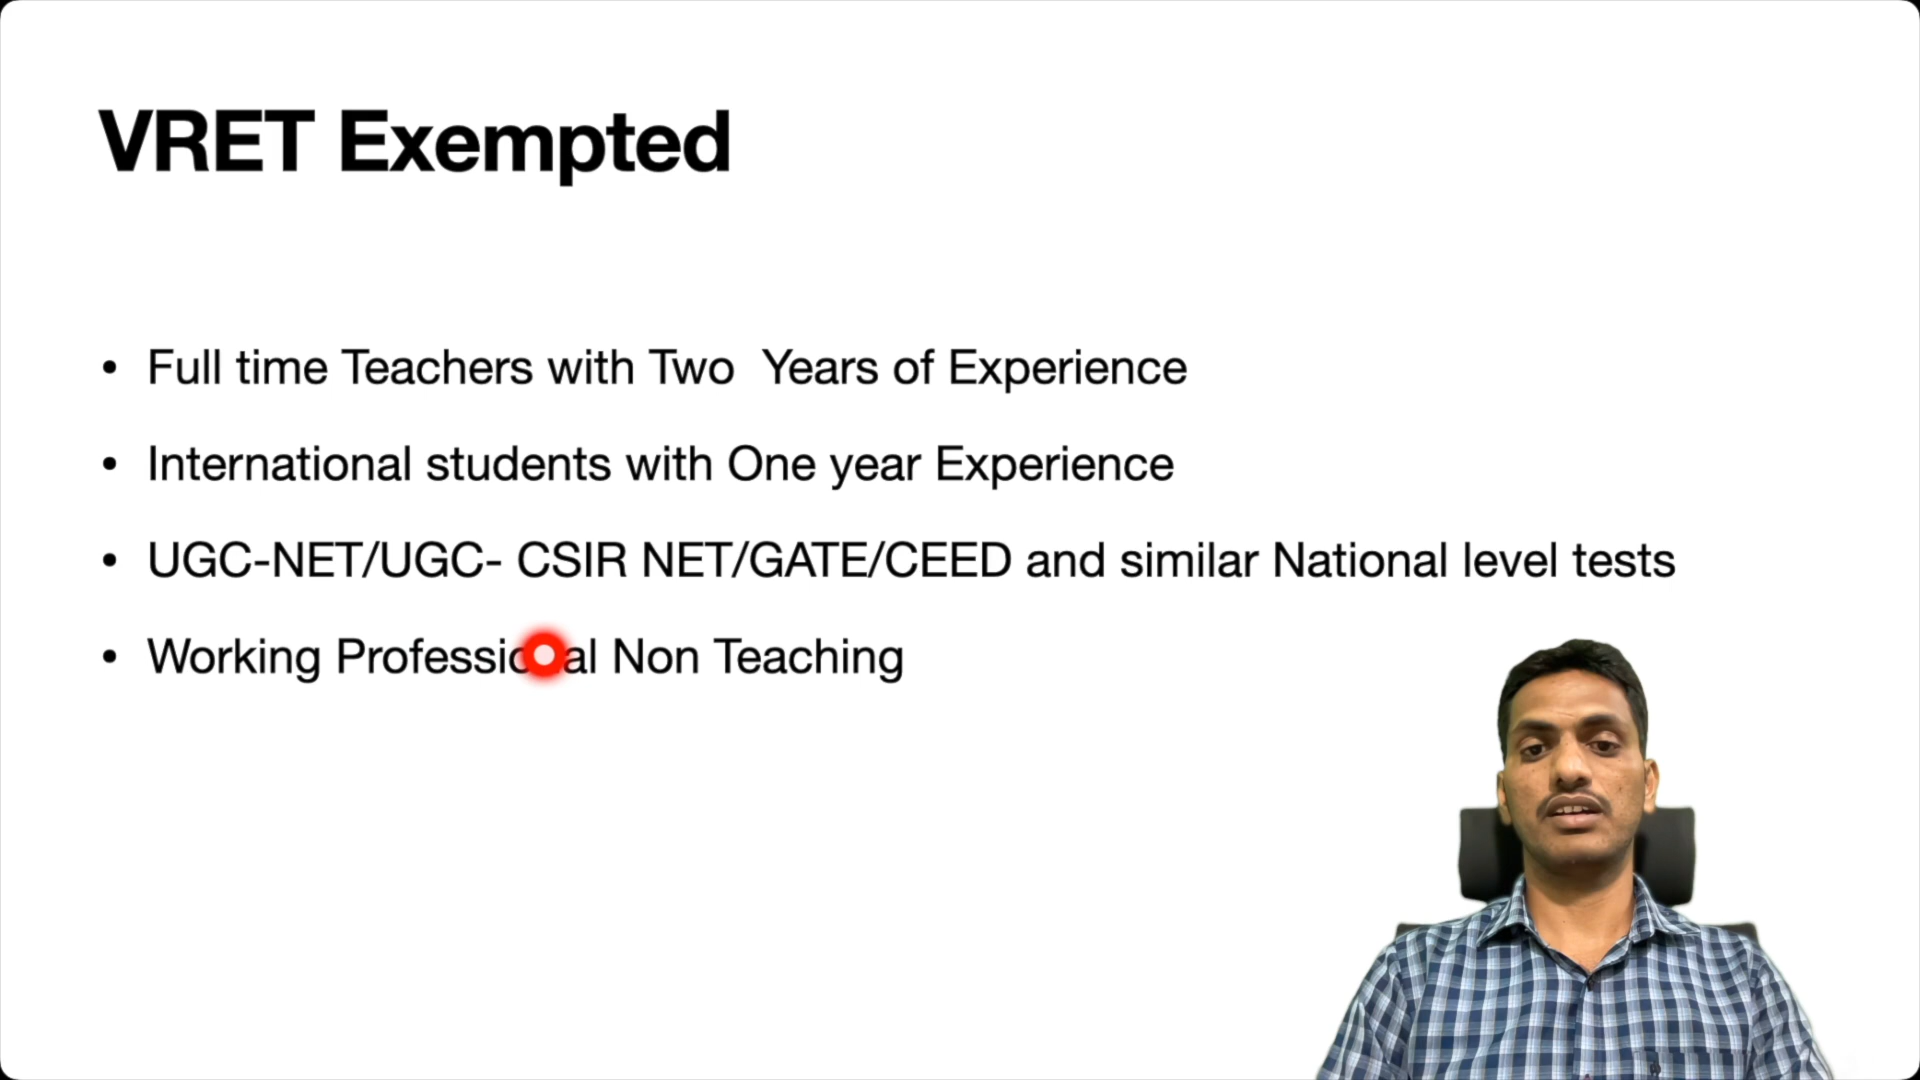 VRET Exempted
• Full time Teachers with Two  Years of Experience
• International students with One year Experience
• UGC-NET/UGC- CSIR NET/GATE/CEED and similar National level tests
• Working Professional Non Teaching